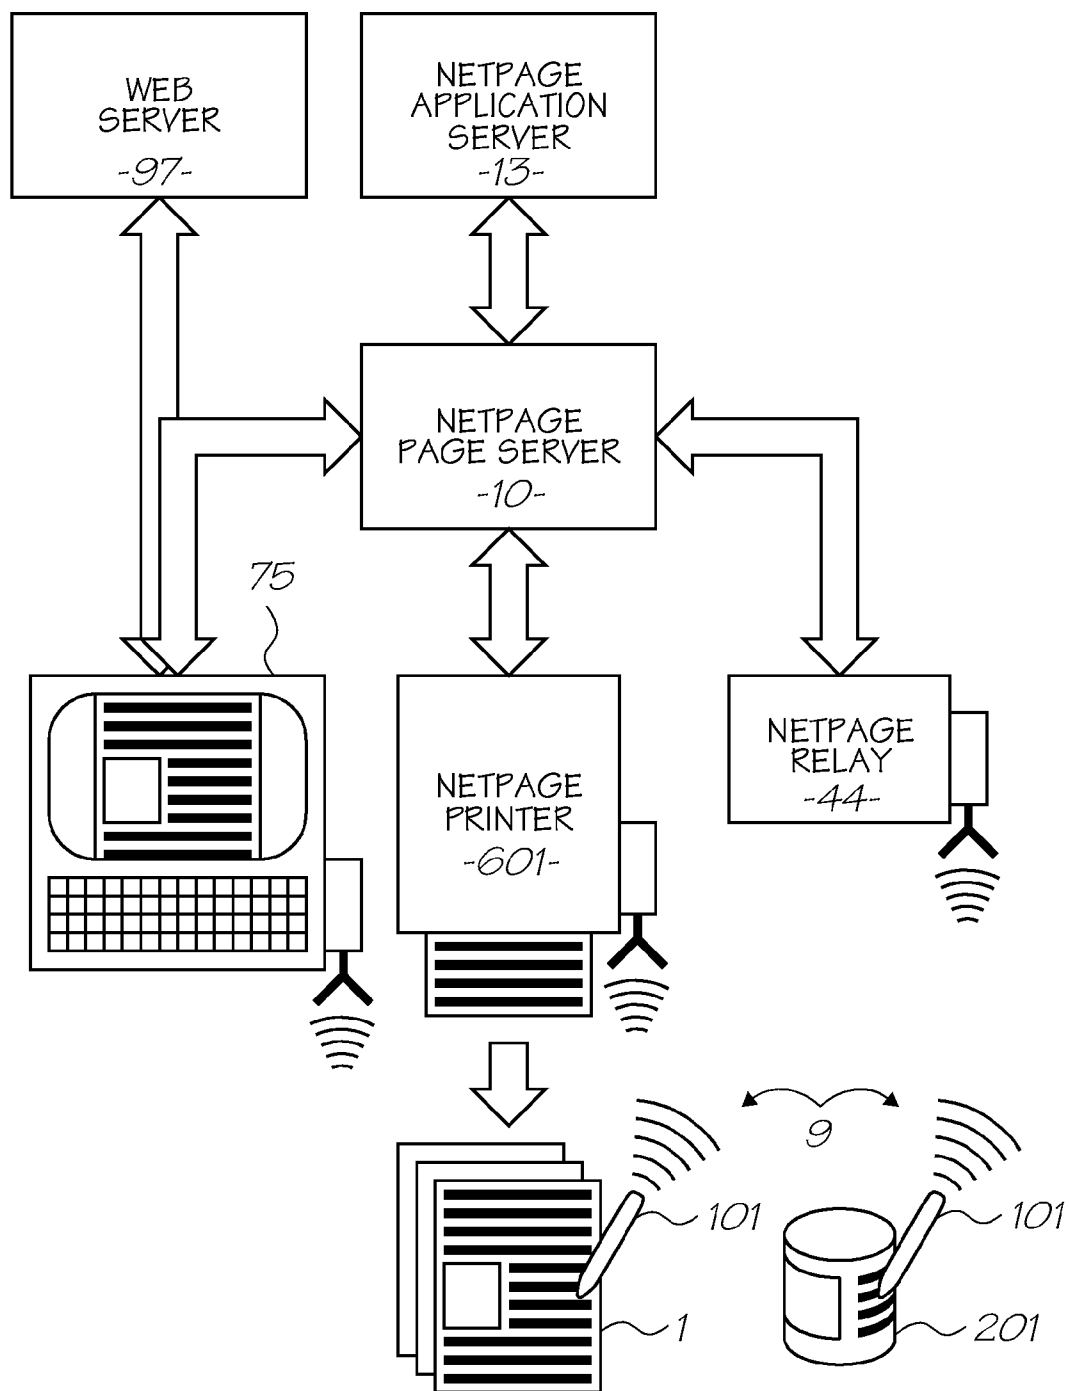 WEB
SERVER
-97-
NETPAGE
APPLICATION
SERVER
-13-
NETPAGE
PAGE SERVER
-10-
75
NETPAGE
PRINTER
-601-
NETPAGE
RELAY
-44-
9
101
101
1
201